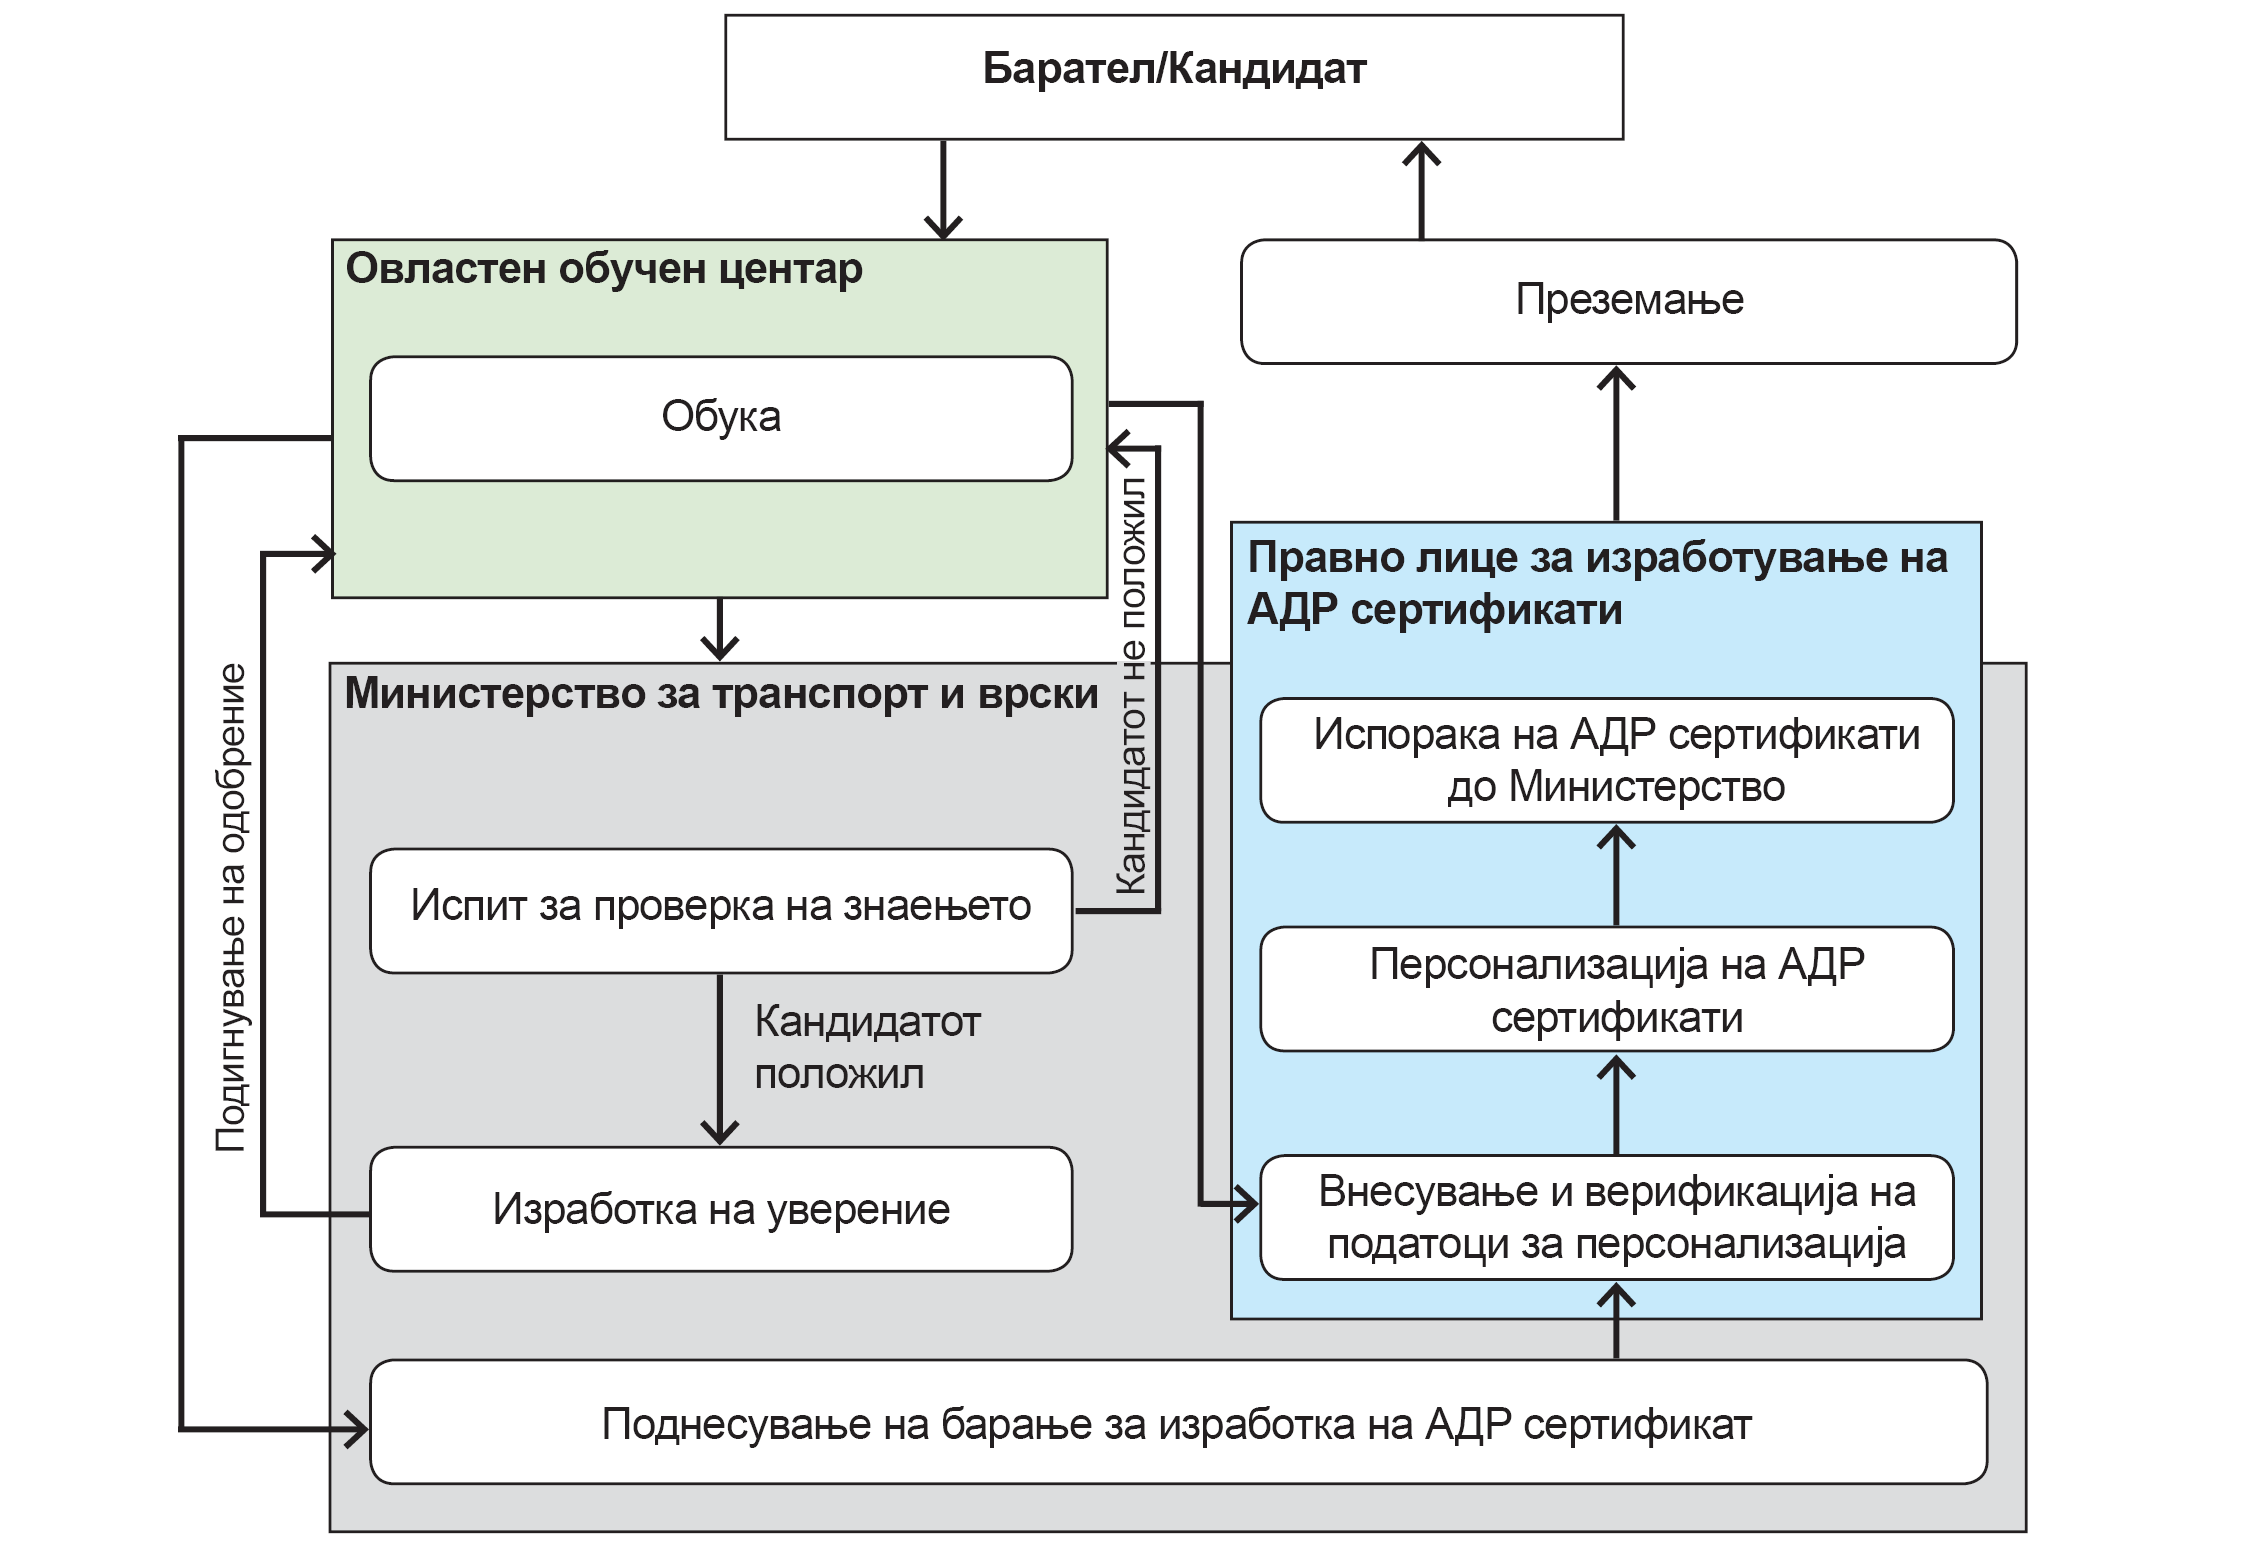 Барател/Кандидат
Овластен обучен центар
Обука
Преземање
Кандидатот не положил
Подигнување на одобрение
Правно лице за изработување на
АДР сертификати
Министерство за транспорт и врски
Испорака на АДР сертификати
до Министерство
Испит за проверка на знаењето
Персонализација на АДР
сертификати
Кандидатот
положил
Изработка на уверение
Внесување и верификација на
податоци за персонализација
Поднесување на барање за изработка на АДР сертификат